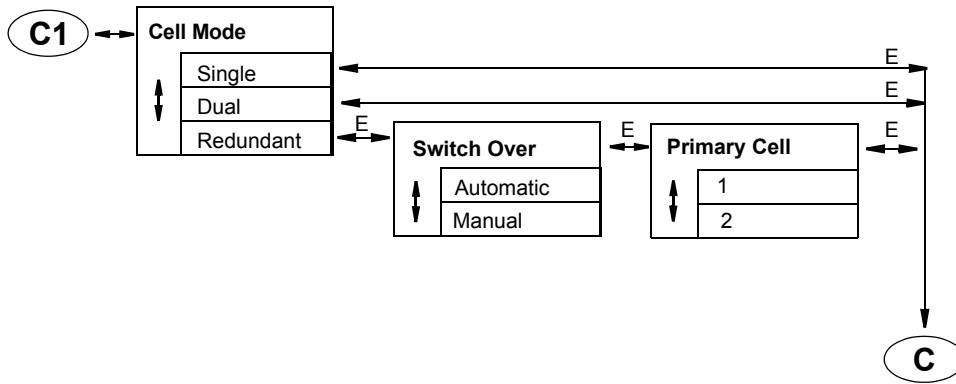 C1
Cell Mode
Single
E
Dual
E
Redundant
E
Switch Over
Automatic
Manual
E
Primary Cell
1
2
E
C